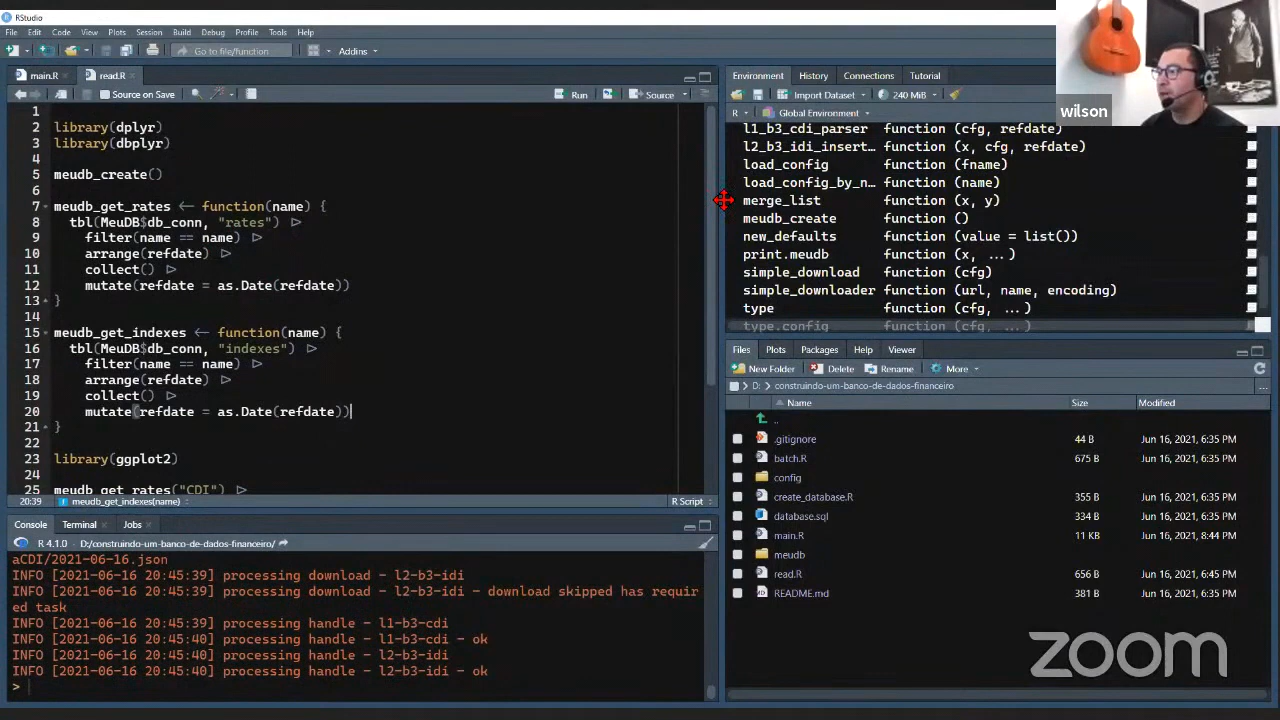 RStudio
File Edit Code View Plots Session Build Debug Profile Tools Help
Go to file/function Addins
main.R read.R
Source on Save Run Source
1
2 library(dplyr)
3 library(dbplyr)
4
5 meudb_create()
6
7 meudb_get_rates <- function(name) {
8 tbl(MeuDB$db_conn, "rates") |>
9 filter(name == name) |>
10 arrange(refdate) |>
11 collect() |>
12 mutate(refdate = as.Date(refdate))
13 }
14
15 meudb_get_indexes <- function(name) {
16 tbl(MeuDB$db_conn, "indexes") |>
17 filter(name == name) |>
18 arrange(refdate) |>
19 collect() |>
20 mutate(refdate = as.Date(refdate))
21 }
22
23 library(ggplot2)
24
25 meudb_get_rates("CDI") |>
20:39 meudb_get_indexes(name) R Script
Console Terminal Jobs
R 4.1.0 · D:/construindo-um-banco-de-dados-financeiro/
aCDI/2021-06-16.json
INFO [2021-06-16 20:45:39] processing download - l2-b3-idi
INFO [2021-06-16 20:45:39] processing download - l2-b3-idi - download skipped has requir
ed task
INFO [2021-06-16 20:45:39] processing handle - l1-b3-cdi
INFO [2021-06-16 20:45:40] processing handle - l1-b3-cdi - ok
INFO [2021-06-16 20:45:40] processing handle - l2-b3-idi
INFO [2021-06-16 20:45:40] processing handle - l2-b3-idi - ok
>
Environment History Connections Tutorial
Import Dataset 240 MiB
R Global Environment
l1_b3_cdi_parser function (cfg, refdate)
l2_b3_idi_insert… function (x, cfg, refdate)
load_config function (fname)
load_config_by_n… function (name)
merge_list function (x, y)
meudb_create function ()
new_defaults function (value = list())
print.meudb function (x, ...)
simple_download function (cfg)
simple_downloader function (url, name, encoding)
type function (cfg, ...)
type.config function (cfg, ...)
wilson
Files Plots Packages Help Viewer
New Folder Delete Rename More
D: construindo-um-banco-de-dados-financeiro ...
Name Size Modified
..
.gitignore 44 B Jun 16, 2021, 6:35 PM
batch.R 675 B Jun 16, 2021, 6:35 PM
config
create_database.R 355 B Jun 16, 2021, 6:35 PM
database.sql 334 B Jun 16, 2021, 6:35 PM
main.R 11 KB Jun 16, 2021, 8:44 PM
meudb
read.R 656 B Jun 16, 2021, 6:45 PM
README.md 381 B Jun 16, 2021, 6:35 PM
zoom